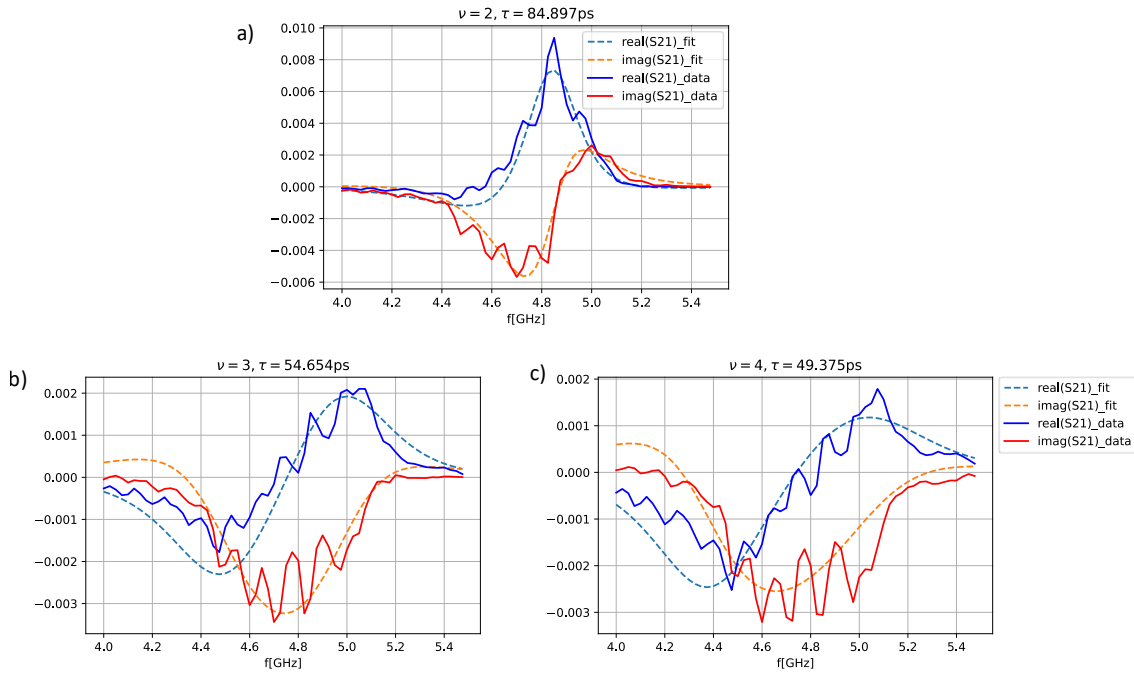 a)
ν = 2, τ = 84.897ps
0.010
0.008
0.006
0.004
0.002
0.000
−0.002
−0.004
−0.006
real(S21)_fit
imag(S21)_fit
real(S21)_data
imag(S21)_data
4.0 4.2 4.4 4.6 4.8 5.0 5.2 5.4
f[GHz]
b)
ν = 3, τ = 54.654ps
0.002
0.001
0.000
−0.001
−0.002
−0.003
4.0 4.2 4.4 4.6 4.8 5.0 5.2 5.4
f[GHz]
c)
ν = 4, τ = 49.375ps
0.002
0.001
0.000
−0.001
−0.002
−0.003
4.0 4.2 4.4 4.6 4.8 5.0 5.2 5.4
f[GHz]
real(S21)_fit
imag(S21)_fit
real(S21)_data
imag(S21)_data